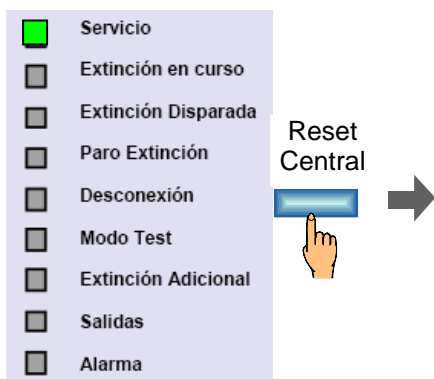 Servicio
Extinción en curso
Extinción Disparada
Paro Extinción
Desconexión
Modo Test
Extinción Adicional
Salidas
Alarma
Reset
Central